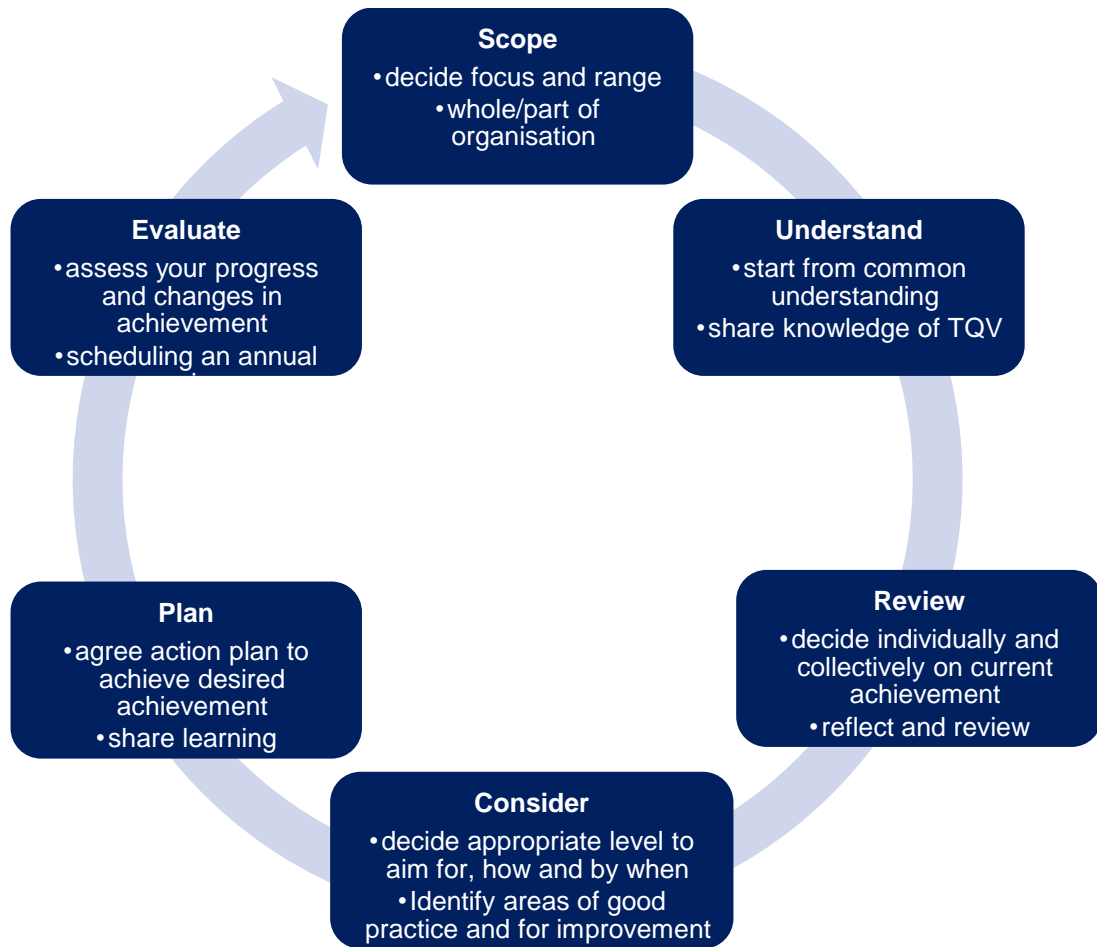 Scope
•decide focus and range
•whole/part of
organisation
Understand
•start from common
understanding
•share knowledge of TQV
Review
•decide individually and
collectively on current
achievement
•reflect and review
Consider
•decide appropriate level to
aim for, how and by when
•Identify areas of good
practice and for improvement
Plan
•agree action plan to
achieve desired
achievement
•share learning
Evaluate
•assess your progress
and changes in
achievement
•scheduling an annual